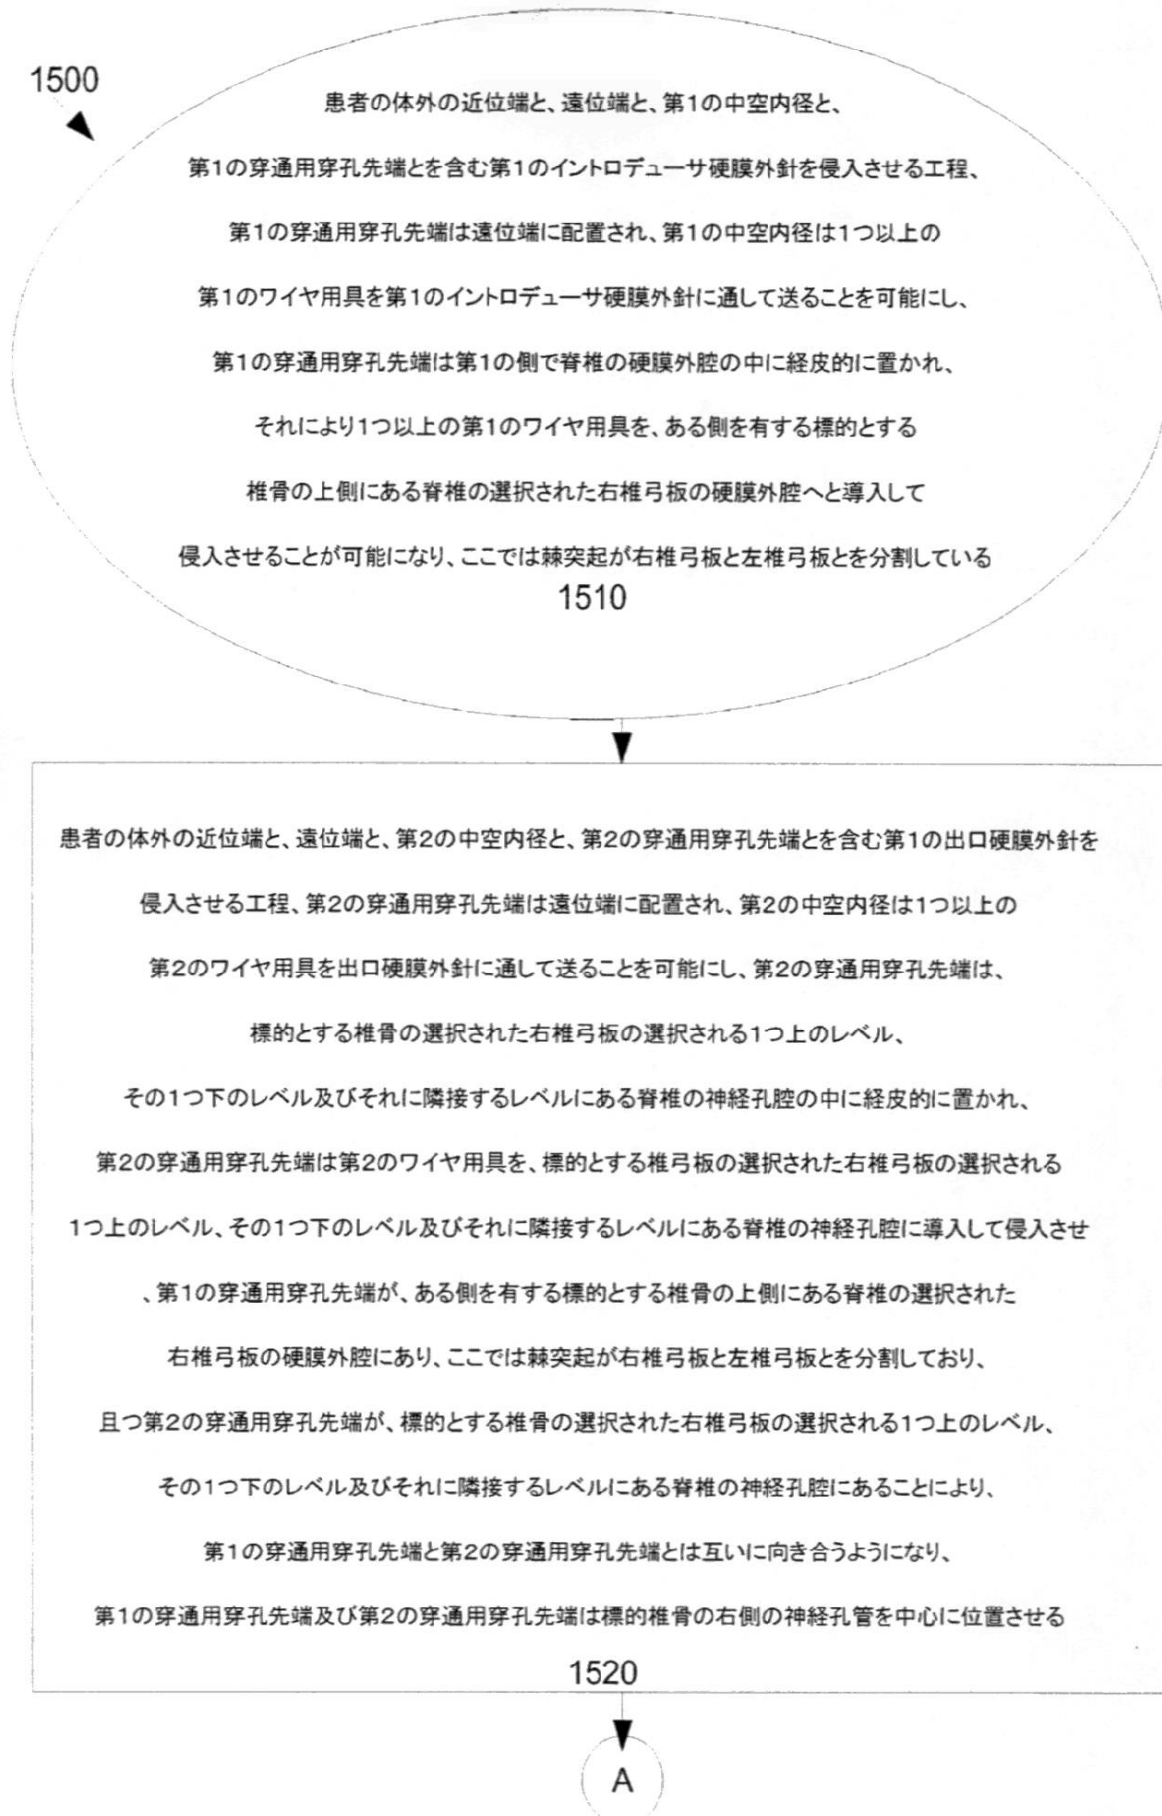 1500
患者の体外の近位端と、遠位端と、第1の中空内径と、
第1の穿通用穿孔先端とを含む第1のイントロデューサ硬膜外針を侵入させる工程、
第1の穿通用穿孔先端は遠位端に配置され、第1の中空内径は1つ以上の
第1のワイヤ用具を第1のイントロデューサ硬膜外針に通して送ることを可能にし、
第1の穿通用穿孔先端は第1の側で脊椎の硬膜外腔の中に経皮的に置かれ、
それにより1つ以上の第1のワイヤ用具を、ある側を有する標的とする
椎骨の上側にある脊椎の選択された右椎弓板の硬膜外腔へと導入して
侵入させることが可能になり、ここでは棘突起が右椎弓板と左椎弓板とを分割している
1510
患者の体外の近位端と、遠位端と、第2の中空内径と、第2の穿通用穿孔先端とを含む第1の出口硬膜外針を
侵入させる工程、第2の穿通用穿孔先端は遠位端に配置され、第2の中空内径は1つ以上の
第2のワイヤ用具を出口硬膜外針に通して送ることを可能にし、第2の穿通用穿孔先端は、
標的とする椎骨の選択された右椎弓板の選択される1つ上のレベル、
その1つ下のレベル及びそれに隣接するレベルにある脊椎の神経孔腔の中に経皮的に置かれ、
第2の穿通用穿孔先端は第2のワイヤ用具を、標的とする椎弓板の選択された右椎弓板の選択される
1つ上のレベル、その1つ下のレベル及びそれに隣接するレベルにある脊椎の神経孔腔に導入して侵入させ
、第1の穿通用穿孔先端が、ある側を有する標的とする椎骨の上側にある脊椎の選択された
右椎弓板の硬膜外腔にあり、ここでは棘突起が右椎弓板と左椎弓板とを分割しており、
且つ第2の穿通用穿孔先端が、標的とする椎骨の選択された右椎弓板の選択される1つ上のレベル、
その1つ下のレベル及びそれに隣接するレベルにある脊椎の神経孔腔にあることにより、
第1の穿通用穿孔先端と第2の穿通用穿孔先端とは互いに向き合うようになり、
第1の穿通用穿孔先端及び第2の穿通用穿孔先端は標的椎骨の右側の神経孔管を中心に位置させる
1520
A